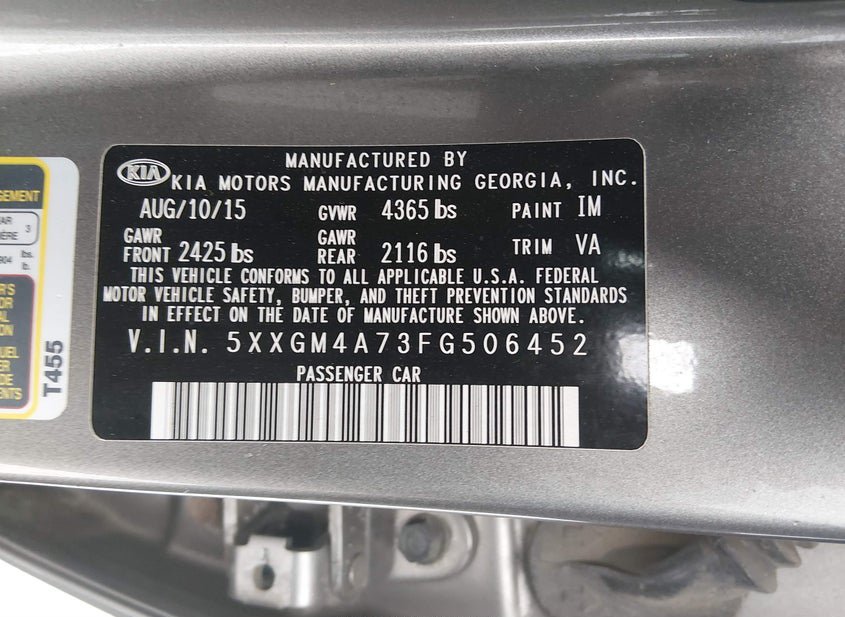 MANUFACTURED BY
KIA KIA MOTORS MANUFACTURING GEORGIA, INC.
AUG/10/15 GVWR 4365 lbs PAINT IM
GAWR FRONT 2425 lbs GAWR REAR 2116 lbs TRIM VA
THIS VEHICLE CONFORMS TO ALL APPLICABLE U.S.A. FEDERAL
MOTOR VEHICLE SAFETY, BUMPER, AND THEFT PREVENTION STANDARDS
IN EFFECT ON THE DATE OF MANUFACTURE SHOWN ABOVE.
V.I.N. 5XXGM4A73FG506452
PASSENGER CAR
3
lbs.
T455